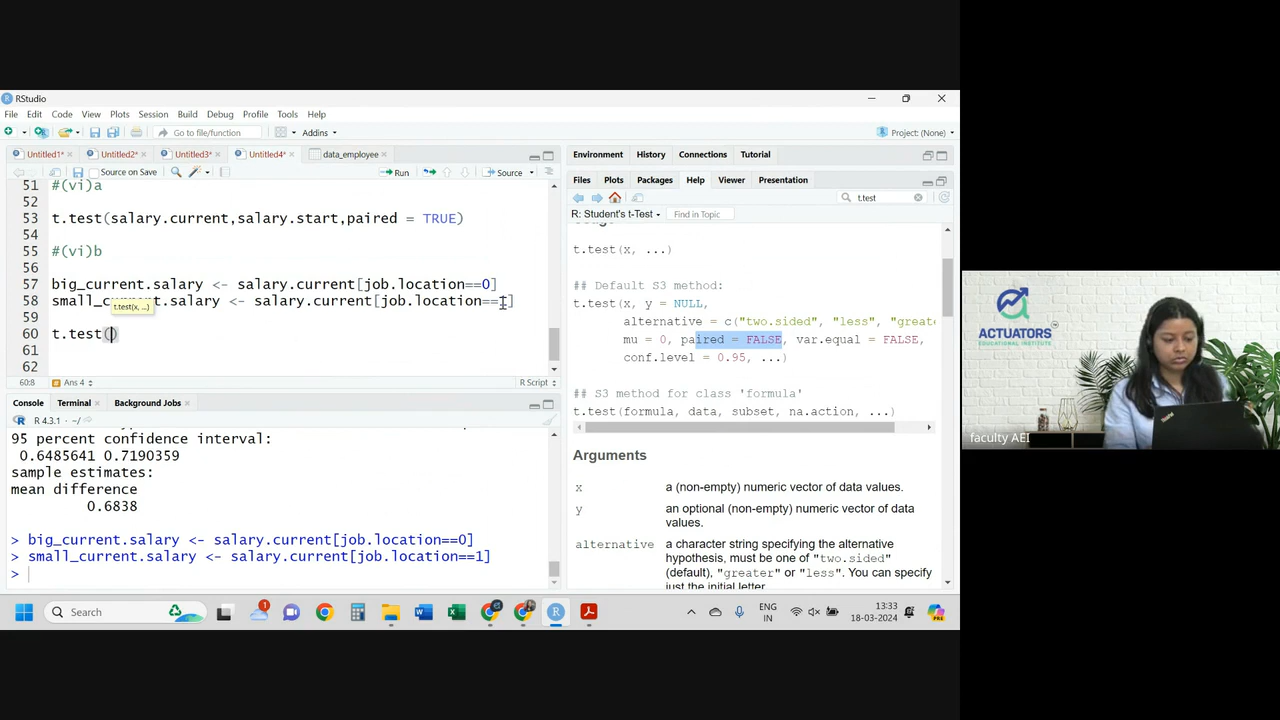 RStudio
File Edit Code View Plots Session Build Debug Profile Tools Help
Go to file/function Addins Project: (None)
Untitled1* Untitled2* Untitled3* Untitled4* data_employee
Source on Save Run Source
51 #(vi)a
52
53 t.test(salary.current,salary.start,paired = TRUE)
54
55 #(vi)b
56
57 big_current.salary <- salary.current[job.location==0]
58 small_current.salary <- salary.current[job.location==1]
t.test(x, ...)
59
60 t.test()
61
62
60:8 Ans 4 R Script
Console Terminal Background Jobs
R 4.3.1 · ~/
95 percent confidence interval:
0.6485641 0.7190359
sample estimates:
mean difference
0.6838
> big_current.salary <- salary.current[job.location==0]
> small_current.salary <- salary.current[job.location==1]
>
Environment History Connections Tutorial
Files Plots Packages Help Viewer Presentation
t.test
R: Student's t-Test Find in Topic
t.test(x, ...)
## Default S3 method:
t.test(x, y = NULL,
alternative = c("two.sided", "less", "greate
mu = 0, paired = FALSE, var.equal = FALSE,
conf.level = 0.95, ...)
## S3 method for class 'formula'
t.test(formula, data, subset, na.action, ...)
Arguments
x a (non-empty) numeric vector of data values.
y an optional (non-empty) numeric vector of data
values.
alternative a character string specifying the alternative
hypothesis, must be one of "two.sided"
(default), "greater" or "less". You can specify
just the initial letter.
Search 1 ENG
IN 13:33
18-03-2024
ACTUATORS
EDUCATIONAL INSTITUTE
faculty AEI